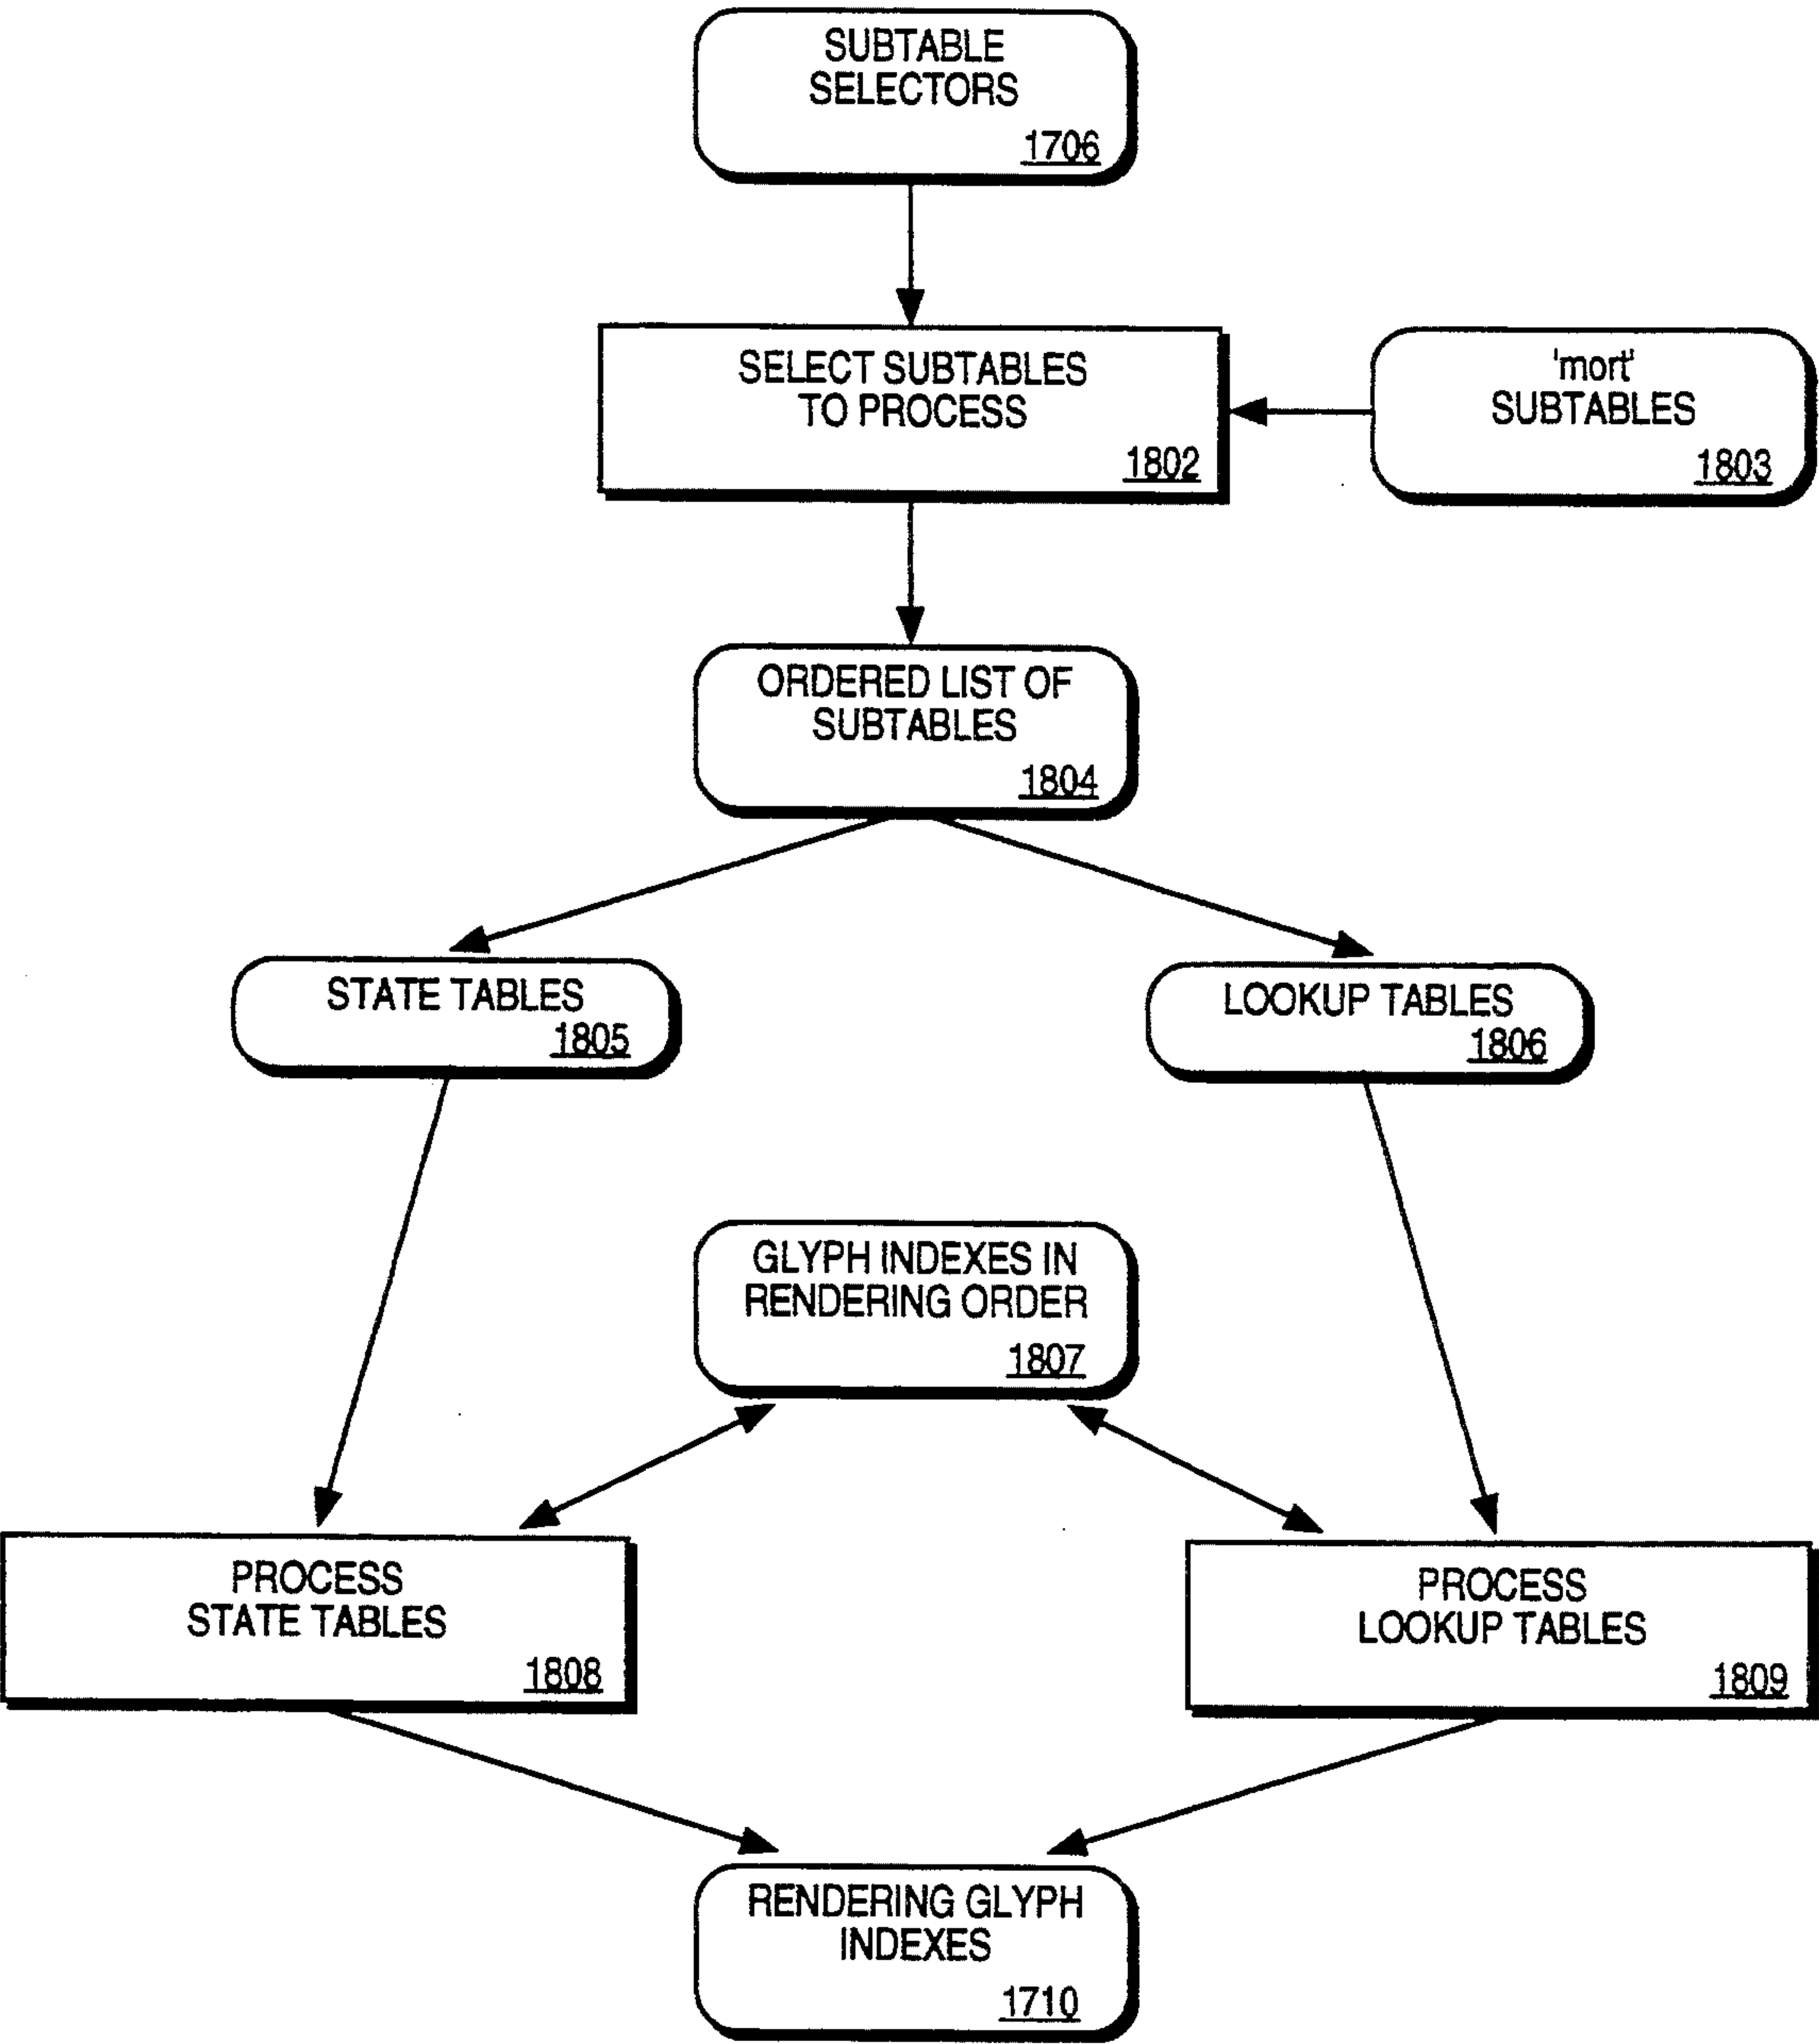 SUBTABLE
SELECTORS
1706
SELECT SUBTABLES
TO PROCESS
1802
'mort'
SUBTABLES
1803
ORDERED LIST OF
SUBTABLES
1804
STATE TABLES
1805
LOOKUP TABLES
1806
GLYPH INDEXES IN
RENDERING ORDER
1807
PROCESS
STATE TABLES
1808
PROCESS
LOOKUP TABLES
1809
RENDERING GLYPH
INDEXES
1710